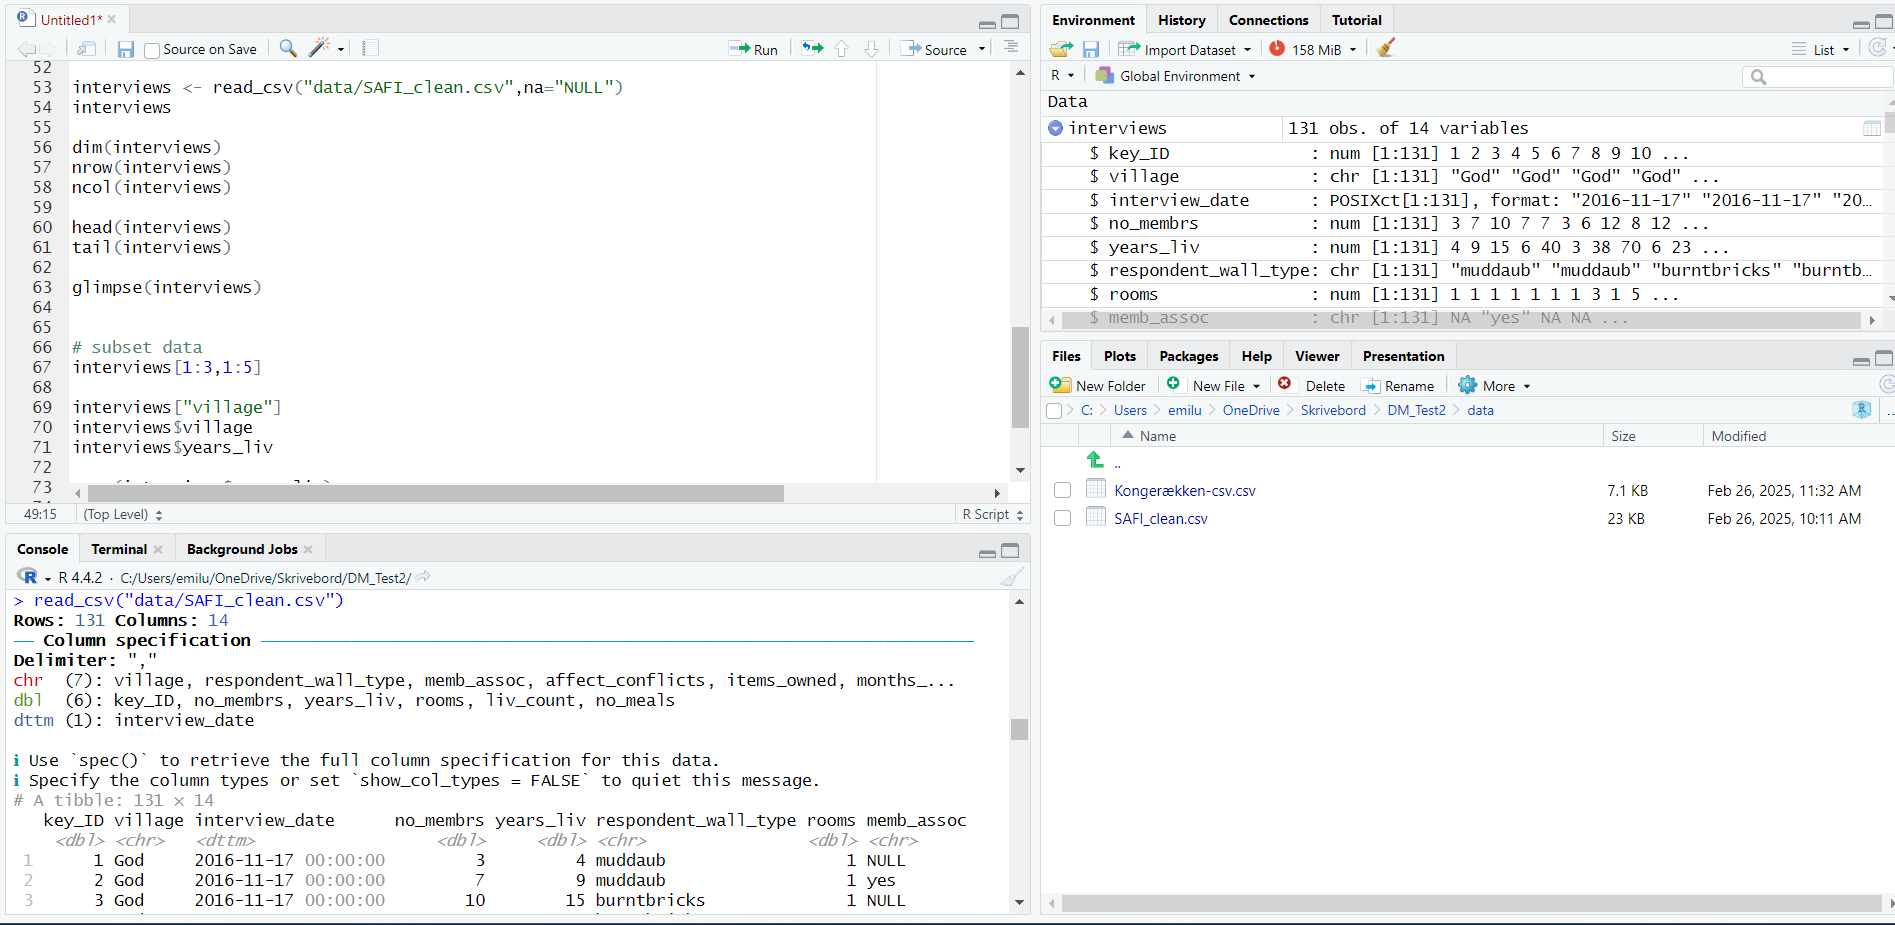 Untitled1*
Source on Save
Run
Source
52
53 interviews <- read_csv("data/SAFI_clean.csv",na="NULL")
54 interviews
55
56 dim(interviews)
57 nrow(interviews)
58 ncol(interviews)
59
60 head(interviews)
61 tail(interviews)
62
63 glimpse(interviews)
64
65
66 # subset data
67 interviews[1:3,1:5]
68
69 interviews["village"]
70 interviews$village
71 interviews$years_liv
72
73
49:15 (Top Level) R Script
Console Terminal Background Jobs
R 4.4.2 · C:/Users/emilu/OneDrive/Skrivebord/DM_Test2/
> read_csv("data/SAFI_clean.csv")
Rows: 131 Columns: 14
── Column specification ──────────
Delimiter: ","
chr (7): village, respondent_wall_type, memb_assoc, affect_conflicts, items_owned, months_...
dbl (6): key_ID, no_membrs, years_liv, rooms, liv_count, no_meals
dttm (1): interview_date
ℹ Use `spec()` to retrieve the full column specification for this data.
ℹ Specify the column types or set `show_col_types = FALSE` to quiet this message.
# A tibble: 131 × 14
key_ID village interview_date no_membrs years_liv respondent_wall_type rooms memb_assoc
<dbl> <chr> <dttm> <dbl> <dbl> <chr> <dbl> <chr>
1 1 God 2016-11-17 00:00:00 3 4 muddaub 1 NULL
2 2 God 2016-11-17 00:00:00 7 9 muddaub 1 yes
3 3 God 2016-11-17 00:00:00 10 15 burntbricks 1 NULL
Environment History Connections Tutorial
Import Dataset 158 MiB List
R Global Environment
Data
interviews 131 obs. of 14 variables
$ key_ID : num [1:131] 1 2 3 4 5 6 7 8 9 10 ...
$ village : chr [1:131] "God" "God" "God" "God" ...
$ interview_date : POSIXct[1:131], format: "2016-11-17" "2016-11-17" "20...
$ no_membrs : num [1:131] 3 7 10 7 7 3 6 12 8 12 ...
$ years_liv : num [1:131] 4 9 15 6 40 3 38 70 6 23 ...
$ respondent_wall_type: chr [1:131] "muddaub" "muddaub" "burntbricks" "burntb...
$ rooms : num [1:131] 1 1 1 1 1 1 1 3 1 5 ...
$ memb_assoc : chr [1:131] NA "yes" NA NA ...
Files Plots Packages Help Viewer Presentation
New Folder New File Delete Rename More
C: Users emilu OneDrive Skrivebord DM_Test2 data
Name Size Modified
..
Kongerækken-csv.csv 7.1 KB Feb 26, 2025, 11:32 AM
SAFI_clean.csv 23 KB Feb 26, 2025, 10:11 AM